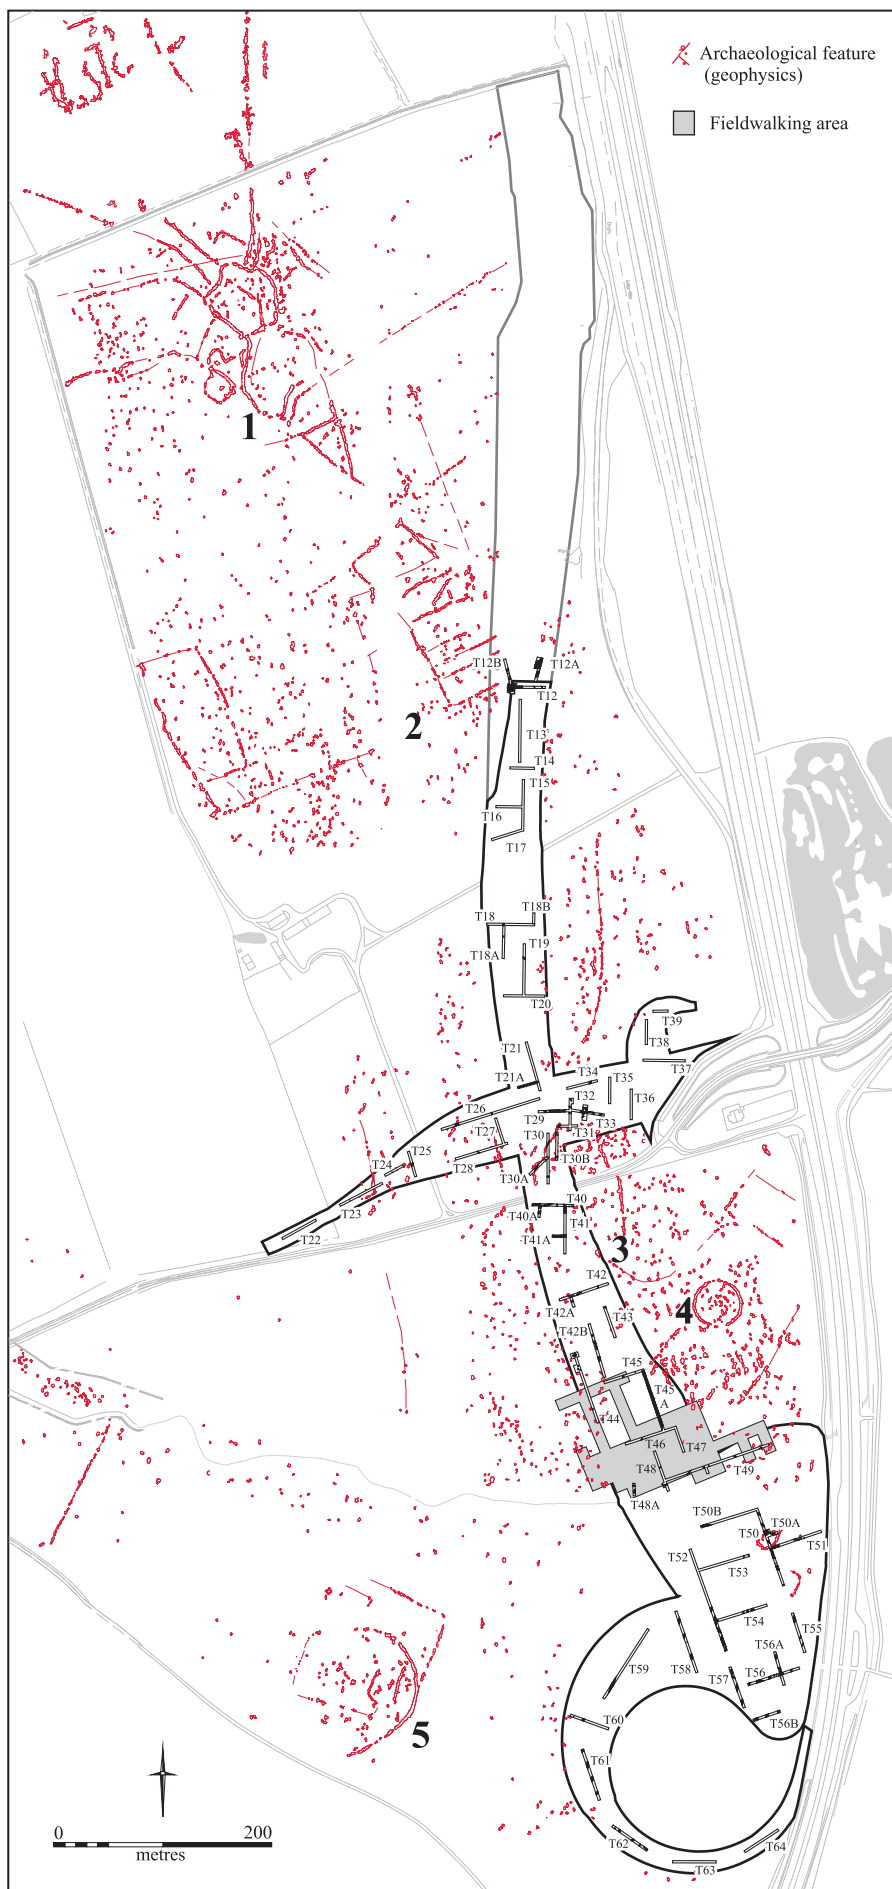 Archaeological feature
(geophysics)
Fieldwalking area
1
T12B
T12A
T12
2
T13
T14
T15
T16
T17
T18B
T18
T19
T18A
T20
T39
T38
T21
T37
T34
T35
T21A
T36
T32
T26
T29
T33
T27
T30
T31
T25
T24
T28
T30B
T30A
T23
T40
T40A
T41
T22
T41A
3
T42
T42A
4
T43
T42B
T45
T45
A
T44
T46
T47
T48
T49
T48A
T50B
T50A
T50
T51
T52
T53
T54
T55
T56A
T59
T58
T57
T56
T60
T56B
5
T61
T62
T64
T63
0
200
metres